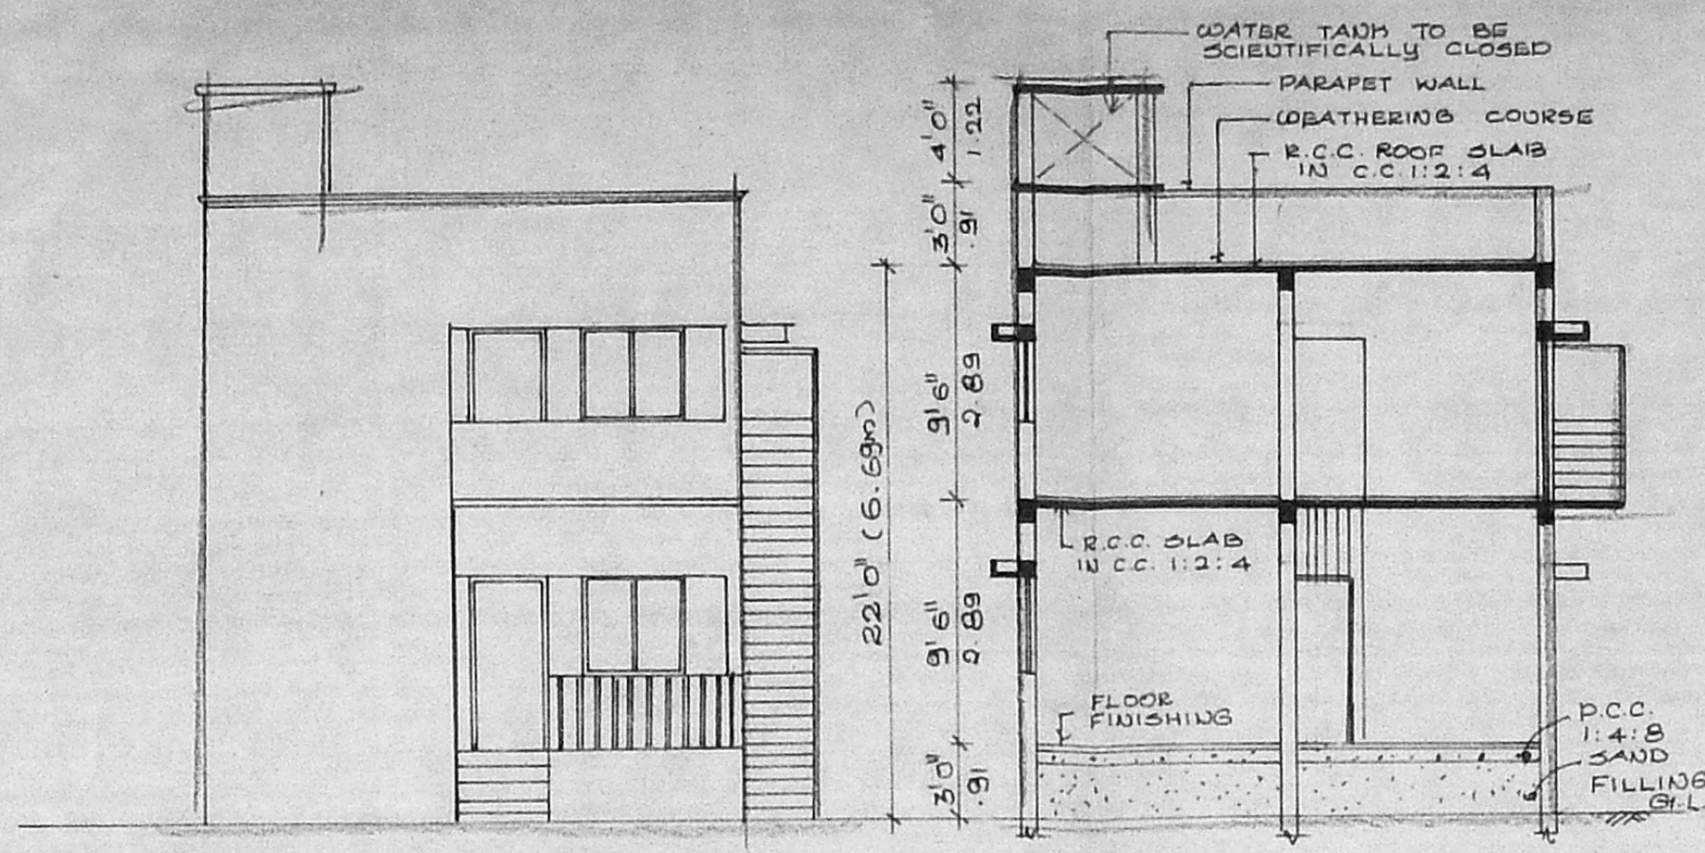 WATER TANK TO BE
SCIENTIFICALLY CLOSED
PARAPET WALL
WEATHERING COURSE
R.C.C. ROOF SLAB
IN C.C. 1:2:4
4'0"
1.22
3'0"
.91
9'6"
2.89
22'0" (6.69m)
R.C.C. SLAB
IN C.C. 1:2:4
9'6"
2.89
FLOOR
FINISHING
3'0"
.91
P.C.C.
1:4:8
SAND
FILLING
G.L